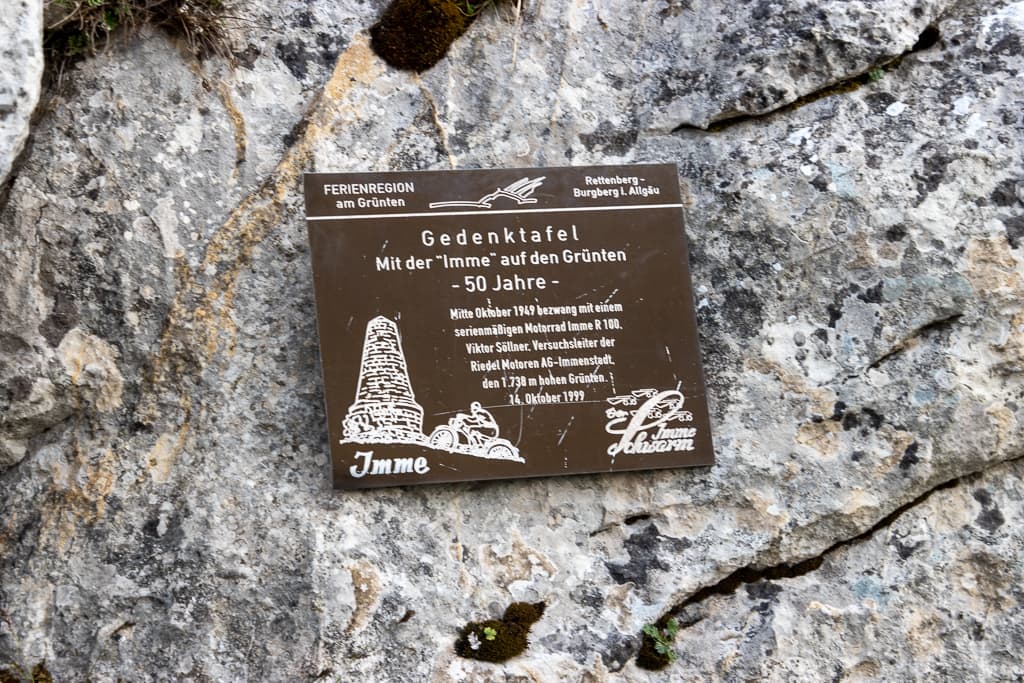 FERIENREGION
am Grünten
Rettenberg -
Burgberg i. Allgäu
Gedenktafel
Mit der "Imme" auf den Grünten
- 50 Jahre -
Mitte Oktober 1949 bezwang mit einem
serienmäßigen Motorrad Imme R 100,
Viktor Söllner, Versuchsleiter der
Riedel Motoren AG-Immenstadt,
den 1.738 m hohen Grünten.
14. Oktober 1999
Imme
Der
Imme
Schwarm